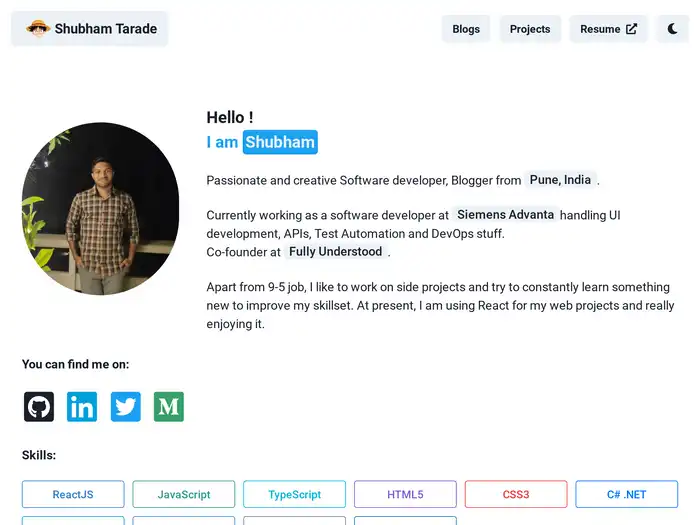 Shubham Tarade
Blogs
Projects
Resume
Hello !
I am Shubham
Passionate and creative Software developer, Blogger from Pune, India .
Currently working as a software developer at Siemens Advanta handling UI
development, APIs, Test Automation and DevOps stuff.
Co-founder at Fully Understood .
Apart from 9-5 job, I like to work on side projects and try to constantly learn something
new to improve my skillset. At present, I am using React for my web projects and really
enjoying it.
You can find me on:
in
M
Skills:
ReactJS
JavaScript
TypeScript
HTML5
CSS3
C# .NET